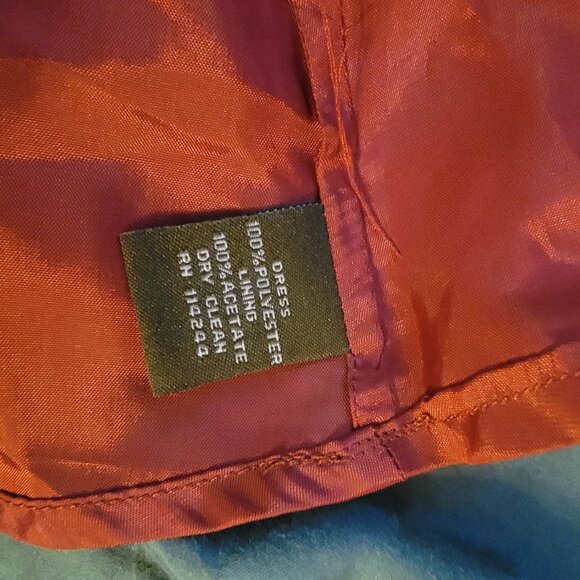 DRESS
100%POLYESTER
LINING
100%ACETATE
DRY CLEAN
RN 114244